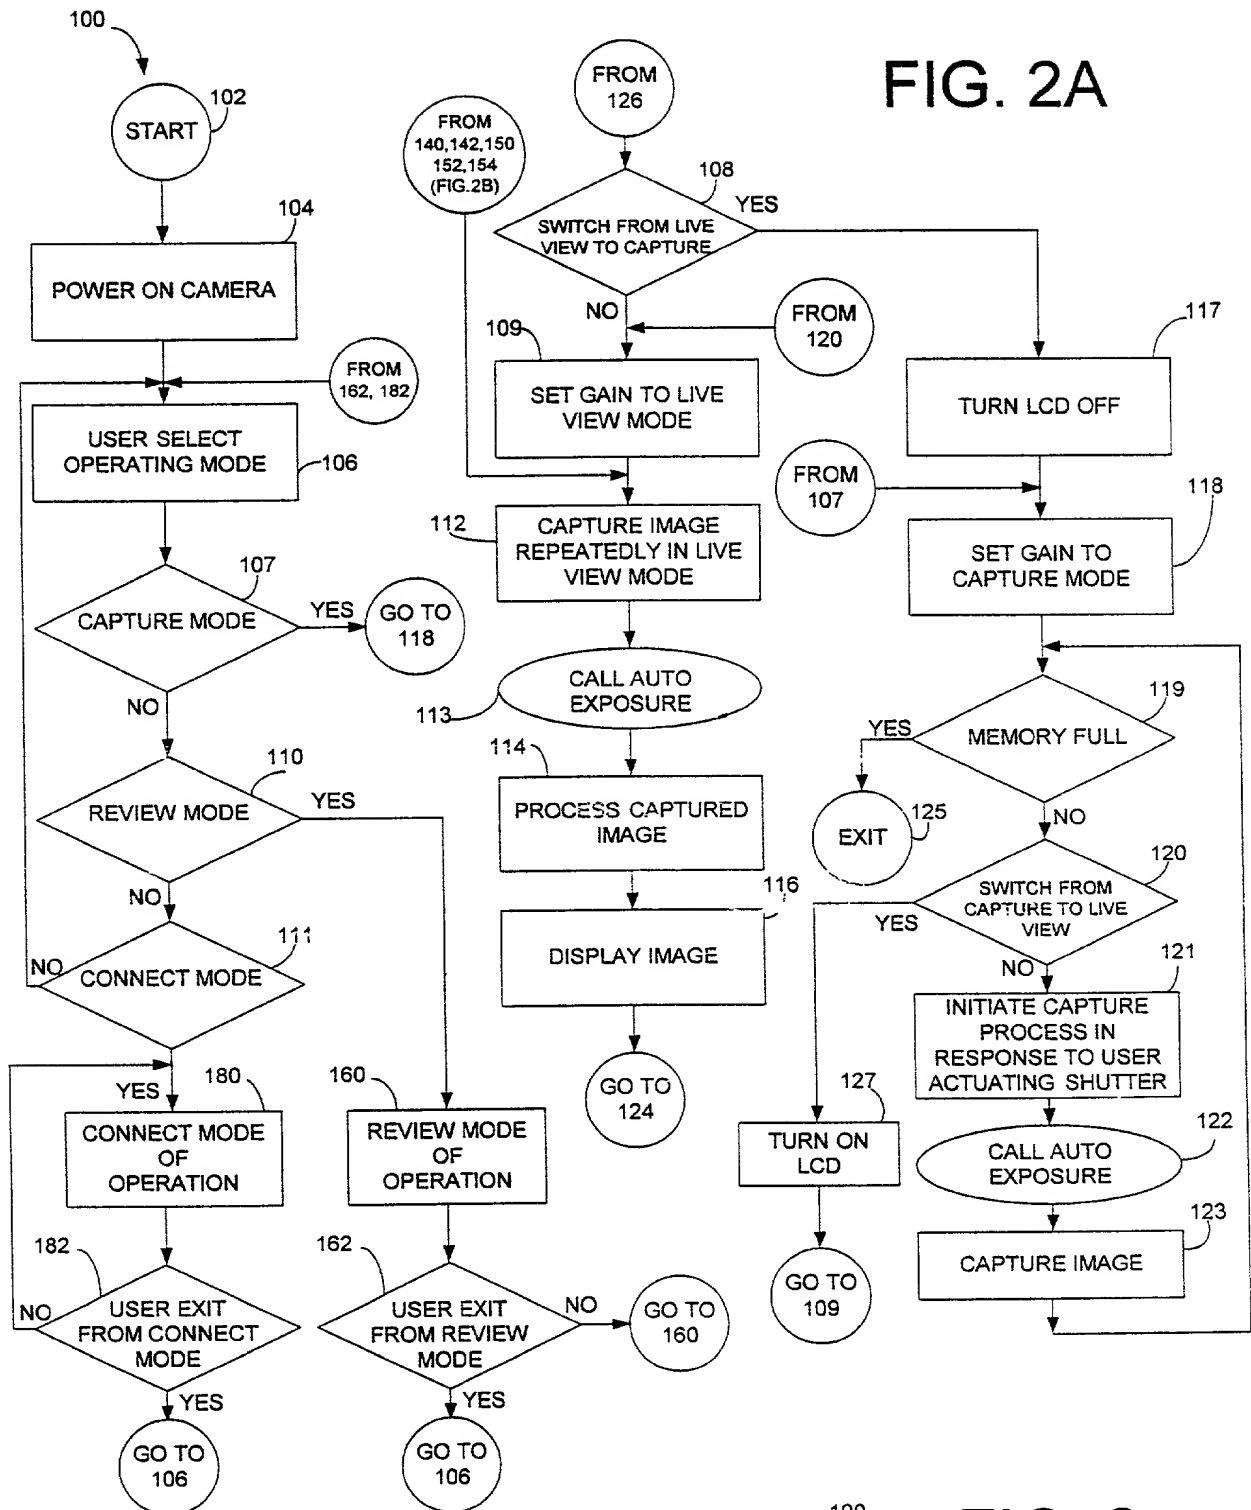 FIG. 2A
100
102
START
104
POWER ON CAMERA
FROM
162, 182
USER SELECT
OPERATING MODE
106
107
CAPTURE MODE
YES
GO TO
118
NO
110
REVIEW MODE
YES
NO
111
CONNECT MODE
NO
YES
180
CONNECT MODE
OF
OPERATION
182
USER EXIT
FROM CONNECT
MODE
NO
YES
GO TO
106
160
REVIEW MODE
OF
OPERATION
162
USER EXIT
FROM REVIEW
MODE
NO
GO TO
160
YES
GO TO
106
FROM
126
FROM
140,142,150
152,154
(FIG.2B)
108
SWITCH FROM LIVE
VIEW TO CAPTURE
YES
NO
FROM
120
109
SET GAIN TO LIVE
VIEW MODE
112
CAPTURE IMAGE
REPEATEDLY IN LIVE
VIEW MODE
113
CALL AUTO
EXPOSURE
114
PROCESS CAPTURED
IMAGE
116
DISPLAY IMAGE
GO TO
124
117
TURN LCD OFF
FROM
107
118
SET GAIN TO
CAPTURE MODE
119
MEMORY FULL
YES
EXIT
125
NO
120
SWITCH FROM
CAPTURE TO LIVE
VIEW
YES
NO
127
TURN ON
LCD
GO TO
109
121
INITIATE CAPTURE
PROCESS IN
RESPONSE TO USER
ACTUATING SHUTTER
122
CALL AUTO
EXPOSURE
123
CAPTURE IMAGE